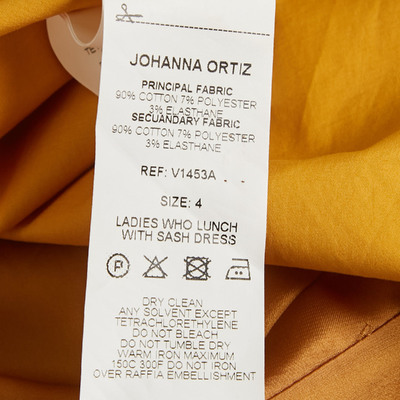 JOHANNA ORTIZ
PRINCIPAL FABRIC
90% COTTON 7% POLYESTER
3% ELASTHANE
SECUANDARY FABRIC
90% COTTON 7% POLYESTER
3% ELASTHANE
REF: V1453A - -
SIZE: 4
LADIES WHO LUNCH
WITH SASH DRESS
P
DRY CLEAN
ANY SOLVENT EXCEPT
TETRACHLORETHYLENE
DO NOT BLEACH
DO NOT TUMBLE DRY
WARM IRON MAXIMUM
150C 300F DO NOT IRON
OVER RAFFIA EMBELLISHMENT